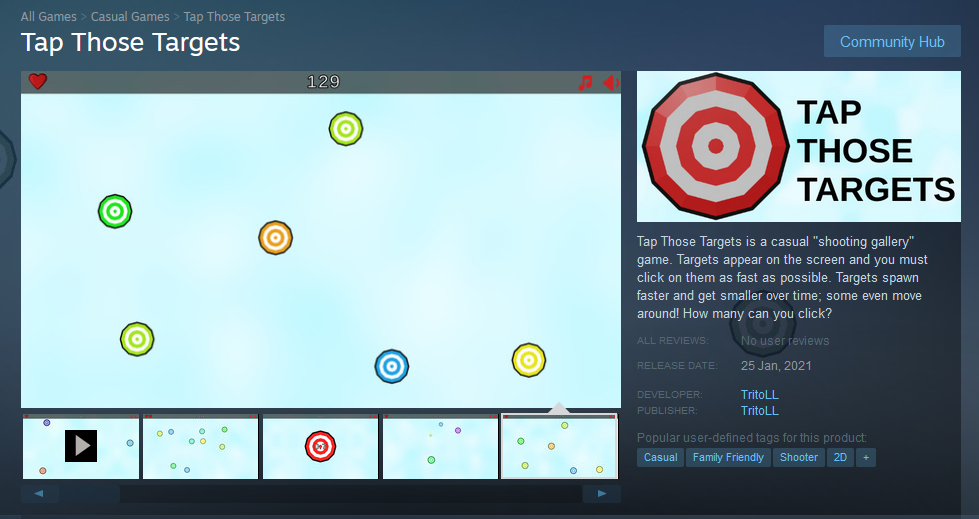 All Games > Casual Games > Tap Those Targets
Tap Those Targets
Community Hub
129
TAP
THOSE
TARGETS
Tap Those Targets is a casual "shooting gallery"
game. Targets appear on the screen and you must
click on them as fast as possible. Targets spawn
faster and get smaller over time; some even move
around! How many can you click?
ALL REVIEWS: No user reviews
RELEASE DATE: 25 Jan, 2021
DEVELOPER: TritoLL
PUBLISHER: TritoLL
Popular user-defined tags for this product:
Casual Family Friendly Shooter 2D +